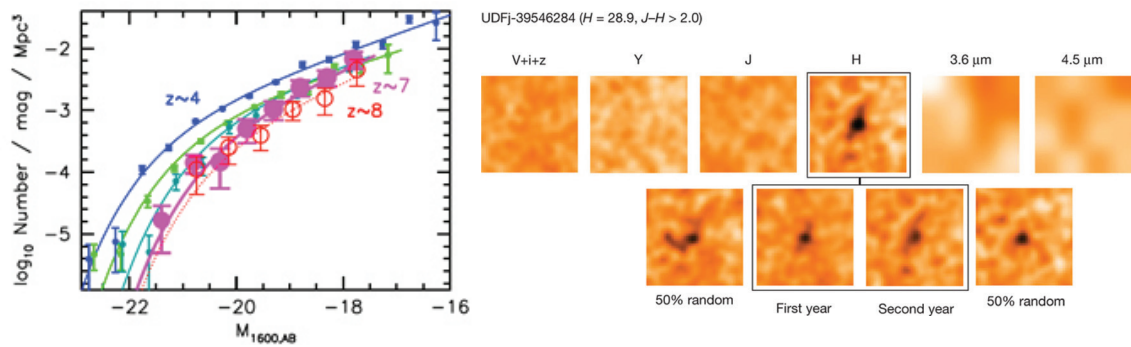 UDFj-39546284 (H = 28.9, J–H > 2.0)
V+i+z Y J H 3.6 μm 4.5 μm
50% random First year Second year 50% random
log₁₀ Number / mag / Mpc³
-2
-3
-4
-5
z~4
z~7
z~8
-22 -20 -18 -16
M₁₆₀₀,AB